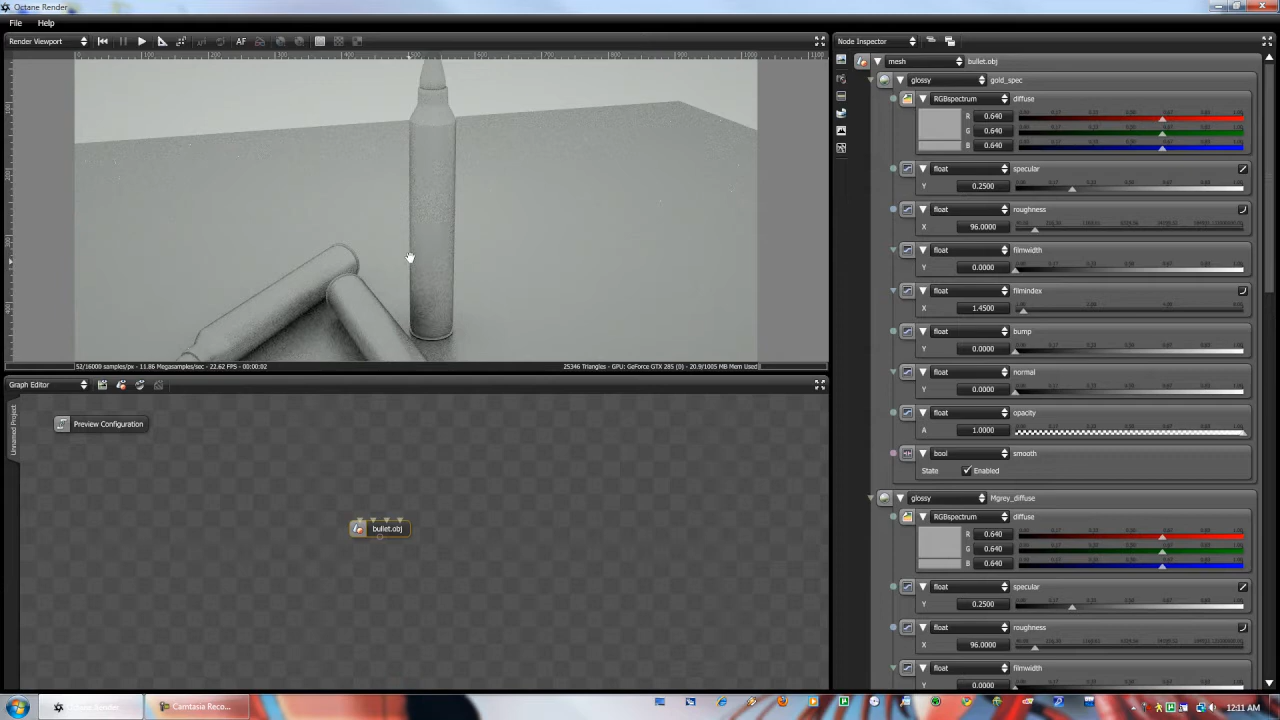 Octane Render
File Help
Render Viewport AF
52/16000 samples/px - 11.86 Megasamples/sec - 22.62 FPS - 00:00:02 25346 Triangles - GPU: GeForce GTX 285 (0) - 20.9/1005 MB Mem Used
Graph Editor
Unnamed Project
Preview Configuration
bullet.obj
Node Inspector
mesh bullet.obj
glossy gold_spec
RGBspectrum diffuse
R 0.640
G 0.640
B 0.640
float specular
Y 0.2500
float roughness
X 96.0000
float filmwidth
Y 0.0000
float filmindex
X 1.4500
float bump
Y 0.0000
float normal
Y 0.0000
float opacity
A 1.0000
bool smooth
State Enabled
glossy Mgrey_diffuse
RGBspectrum diffuse
R 0.640
G 0.640
B 0.640
float specular
Y 0.2500
float roughness
X 96.0000
float filmwidth
Y 0.0000
Octane Render
Camtasia Reco...
12:11 AM